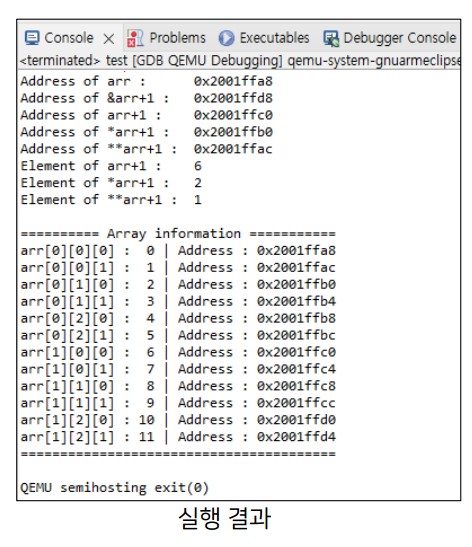 Console Problems Executables Debugger Console
<terminated> test [GDB QEMU Debugging] qemu-system-gnuarmeclipse
Address of arr : 0x2001ffa8
Address of &arr+1 : 0x2001ffd8
Address of arr+1 : 0x2001ffc0
Address of *arr+1 : 0x2001ffb0
Address of **arr+1 : 0x2001ffac
Element of arr+1 : 6
Element of *arr+1 : 2
Element of **arr+1 : 1
========== Array information ===========
arr[0][0][0] : 0 | Address : 0x2001ffa8
arr[0][0][1] : 1 | Address : 0x2001ffac
arr[0][1][0] : 2 | Address : 0x2001ffb0
arr[0][1][1] : 3 | Address : 0x2001ffb4
arr[0][2][0] : 4 | Address : 0x2001ffb8
arr[0][2][1] : 5 | Address : 0x2001ffbc
arr[1][0][0] : 6 | Address : 0x2001ffc0
arr[1][0][1] : 7 | Address : 0x2001ffc4
arr[1][1][0] : 8 | Address : 0x2001ffc8
arr[1][1][1] : 9 | Address : 0x2001ffcc
arr[1][2][0] : 10 | Address : 0x2001ffd0
arr[1][2][1] : 11 | Address : 0x2001ffd4
========================================
QEMU semihosting exit(0)
실행 결과